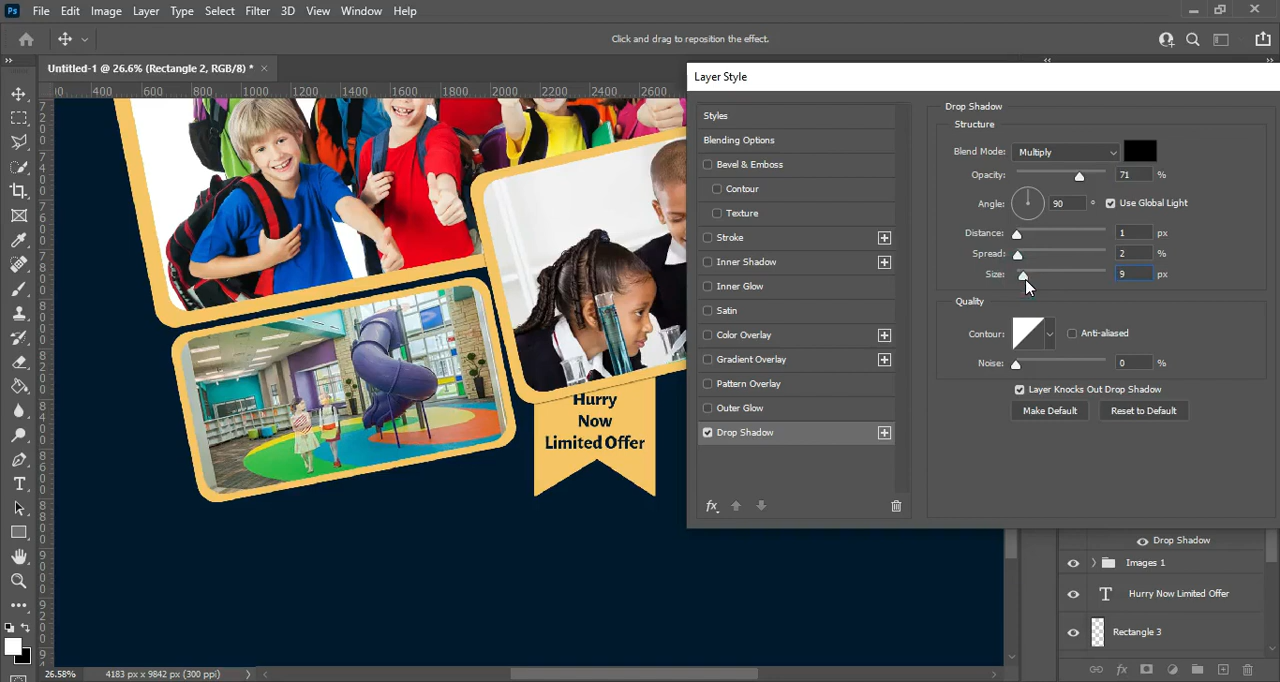 Ps File Edit Image Layer Type Select Filter 3D View Window Help
Click and drag to reposition the effect.
Untitled-1 @ 26.6% (Rectangle 2, RGB/8) * ×
400 600 800 1000 1200 1400 1600 1800 2000 2200 2400 2600
Layer Style
Styles
Blending Options
Bevel & Emboss
Contour
Texture
Stroke
Inner Shadow
Inner Glow
Satin
Color Overlay
Gradient Overlay
Pattern Overlay
Outer Glow
Drop Shadow
fx
Drop Shadow
Structure
Blend Mode: Multiply
Opacity: 71 %
Angle: 90 ° Use Global Light
Distance: 1 px
Spread: 2 %
Size: 9 px
Quality
Contour: Anti-aliased
Noise: 0 %
Layer Knocks Out Drop Shadow
Make Default Reset to Default
Hurry
Now
Limited Offer
Drop Shadow
Images 1
T Hurry Now Limited Offer
Rectangle 3
fx
26.58% 4183 px x 9842 px (300 ppi)